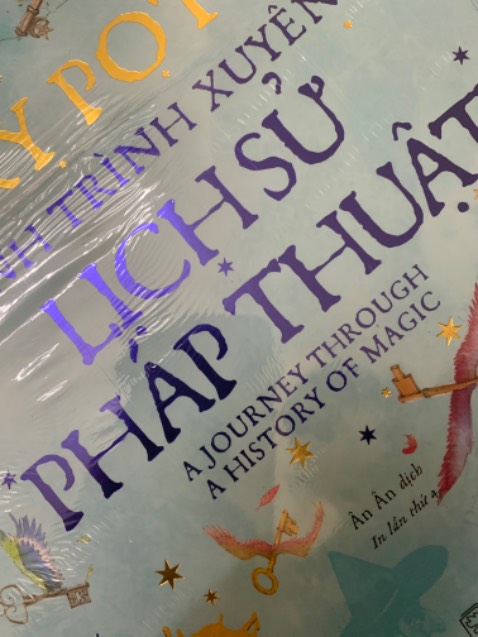 Y POT
NH TRÌNH XUYÊN
LỊCH SỬ
PHÁP THUẬT
A JOURNEY THROUGH
A HISTORY OF MAGIC
Ân Ân dịch
In lần thứ 4